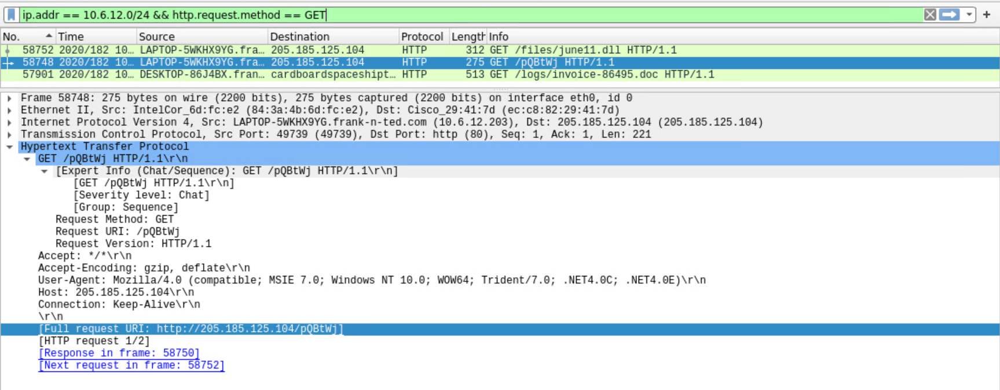 ip.addr == 10.6.12.0/24 && http.request.method == GET
No. Time Source Destination Protocol Length Info
58752 2020/182 10… LAPTOP-5WKHX9YG.fra… 205.185.125.104 HTTP 312 GET /files/june11.dll HTTP/1.1
58748 2020/182 10… LAPTOP-5WKHX9YG.fra… 205.185.125.104 HTTP 275 GET /pQBtWj HTTP/1.1
57901 2020/182 10… DESKTOP-86J4BX.fran… cardboardspaceshipt… HTTP 513 GET /logs/invoice-86495.doc HTTP/1.1
Frame 58748: 275 bytes on wire (2200 bits), 275 bytes captured (2200 bits) on interface eth0, id 0
Ethernet II, Src: IntelCor_6d:fc:e2 (84:3a:4b:6d:fc:e2), Dst: Cisco_29:41:7d (ec:c8:82:29:41:7d)
Internet Protocol Version 4, Src: LAPTOP-5WKHX9YG.frank-n-ted.com (10.6.12.203), Dst: 205.185.125.104 (205.185.125.104)
Transmission Control Protocol, Src Port: 49739 (49739), Dst Port: http (80), Seq: 1, Ack: 1, Len: 221
Hypertext Transfer Protocol
GET /pQBtWj HTTP/1.1\r\n
[Expert Info (Chat/Sequence): GET /pQBtWj HTTP/1.1\r\n]
[GET /pQBtWj HTTP/1.1\r\n]
[Severity level: Chat]
[Group: Sequence]
Request Method: GET
Request URI: /pQBtWj
Request Version: HTTP/1.1
Accept: */*\r\n
Accept-Encoding: gzip, deflate\r\n
User-Agent: Mozilla/4.0 (compatible; MSIE 7.0; Windows NT 10.0; WOW64; Trident/7.0; .NET4.0C; .NET4.0E)\r\n
Host: 205.185.125.104\r\n
Connection: Keep-Alive\r\n
\r\n
[Full request URI: http://205.185.125.104/pQBtWj]
[HTTP request 1/2]
[Response in frame: 58750]
[Next request in frame: 58752]